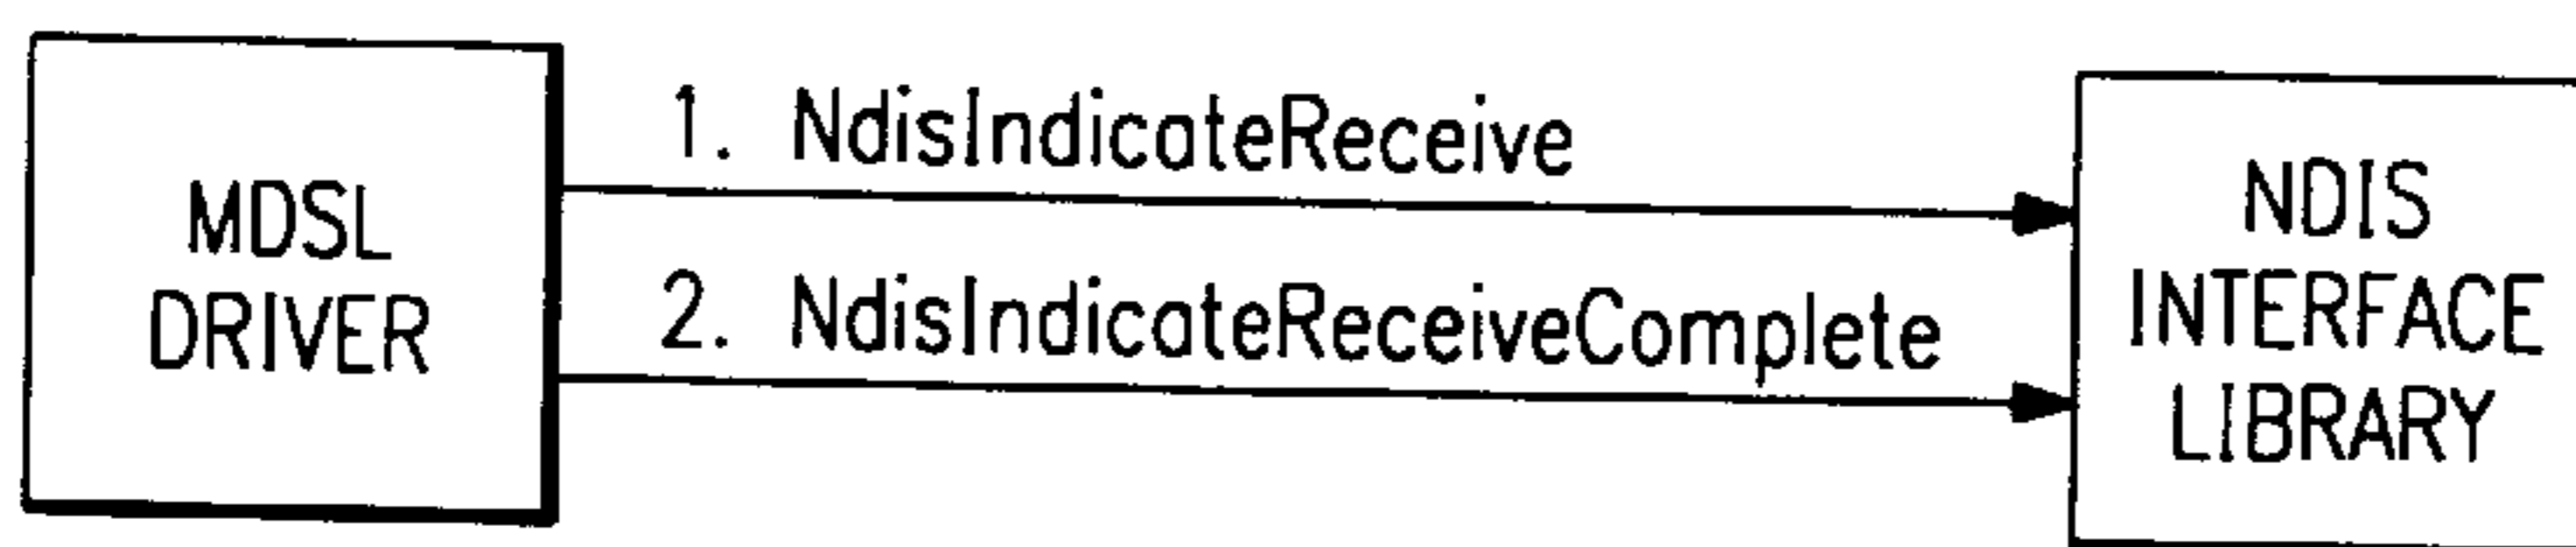 MDSL
DRIVER
1. NdisIndicateReceive
2. NdisIndicateReceiveComplete
NDIS
INTERFACE
LIBRARY